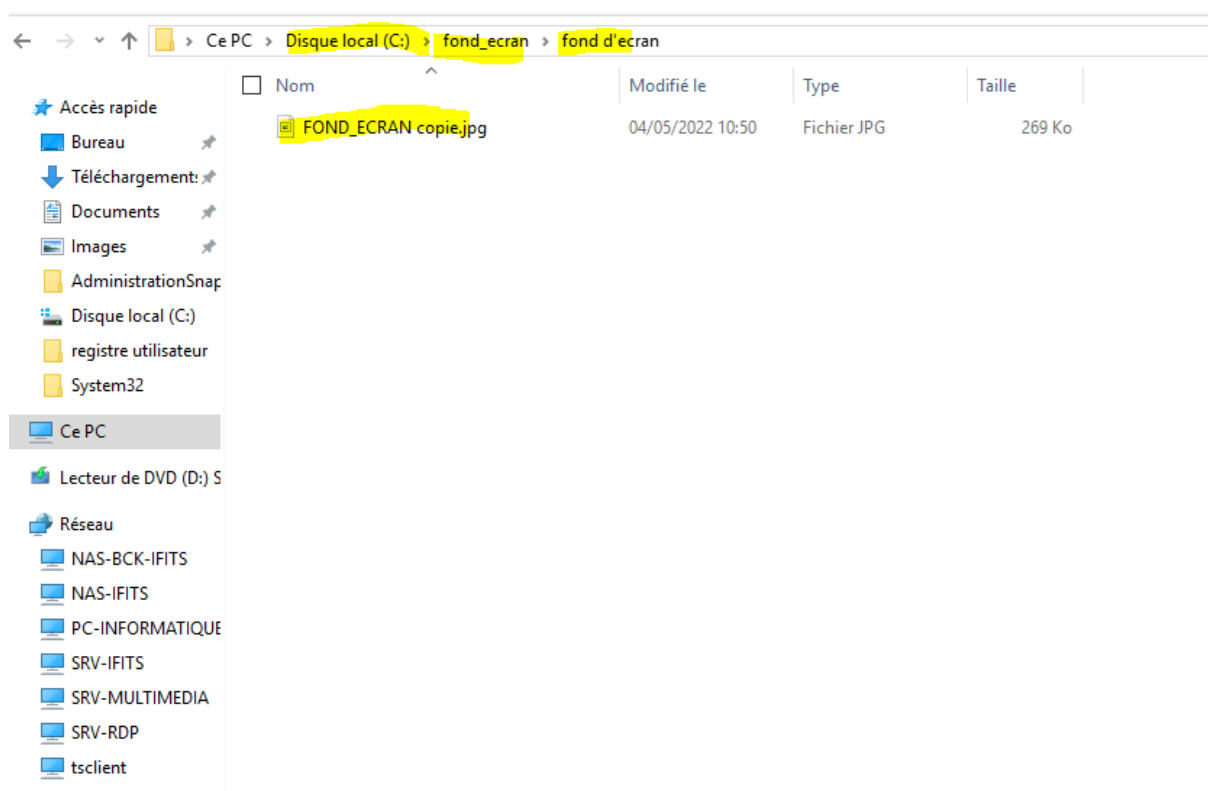 Ce PC > Disque local (C:) > fond_ecran > fond d'ecran
Nom Modifié le Type Taille
FOND_ECRAN copie.jpg 04/05/2022 10:50 Fichier JPG 269 Ko
Accès rapide
Bureau
Téléchargements
Documents
Images
AdministrationSnap
Disque local (C:)
registre utilisateur
System32
Ce PC
Lecteur de DVD (D:) S
Réseau
NAS-BCK-IFITS
NAS-IFITS
PC-INFORMATIQUE
SRV-IFITS
SRV-MULTIMEDIA
SRV-RDP
tsclient